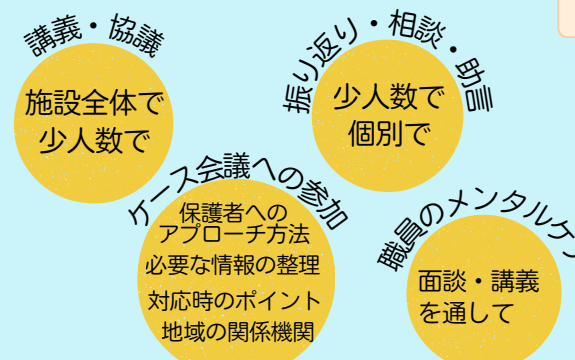 講義・協議
施設全体で
少人数で
振り返り・相談・助言
少人数で
個別で
ケース会議への参加
保護者への
アプローチ方法
必要な情報の整理
対応時のポイント
地域の関係機関
職員のメンタルケア
面談・講義
を通して